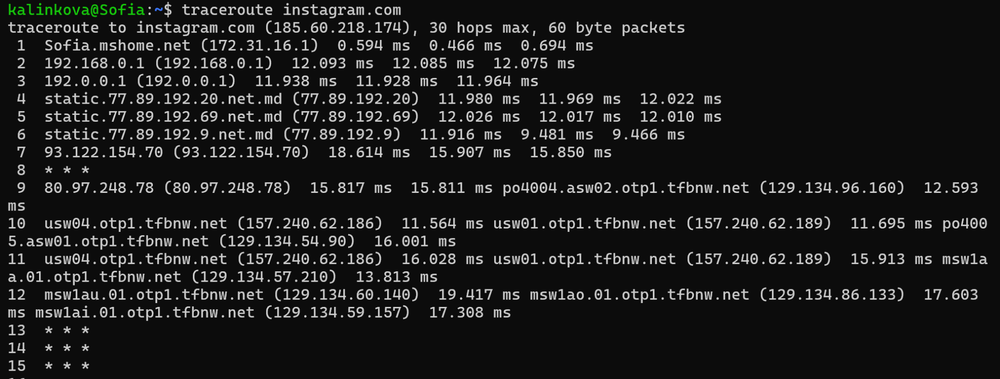 kalinkova@Sofia:~$ traceroute instagram.com
traceroute to instagram.com (185.60.218.174), 30 hops max, 60 byte packets
 1  Sofia.mshome.net (172.31.16.1)  0.594 ms  0.466 ms  0.694 ms
 2  192.168.0.1 (192.168.0.1)  12.093 ms  12.085 ms  12.075 ms
 3  192.0.0.1 (192.0.0.1)  11.938 ms  11.928 ms  11.964 ms
 4  static.77.89.192.20.net.md (77.89.192.20)  11.980 ms  11.969 ms  12.022 ms
 5  static.77.89.192.69.net.md (77.89.192.69)  12.026 ms  12.017 ms  12.010 ms
 6  static.77.89.192.9.net.md (77.89.192.9)  11.916 ms  9.481 ms  9.466 ms
 7  93.122.154.70 (93.122.154.70)  18.614 ms  15.907 ms  15.850 ms
 8  * * *
 9  80.97.248.78 (80.97.248.78)  15.817 ms  15.811 ms po4004.asw02.otp1.tfbnw.net (129.134.96.160)  12.593
ms
10  usw04.otp1.tfbnw.net (157.240.62.186)  11.564 ms usw01.otp1.tfbnw.net (157.240.62.189)  11.695 ms po400
5.asw01.otp1.tfbnw.net (129.134.54.90)  16.001 ms
11  usw04.otp1.tfbnw.net (157.240.62.186)  16.028 ms usw01.otp1.tfbnw.net (157.240.62.189)  15.913 ms msw1a
a.01.otp1.tfbnw.net (129.134.57.210)  13.813 ms
12  msw1au.01.otp1.tfbnw.net (129.134.60.140)  19.417 ms msw1ao.01.otp1.tfbnw.net (129.134.86.133)  17.603
ms msw1ai.01.otp1.tfbnw.net (129.134.59.157)  17.308 ms
13  * * *
14  * * *
15  * * *